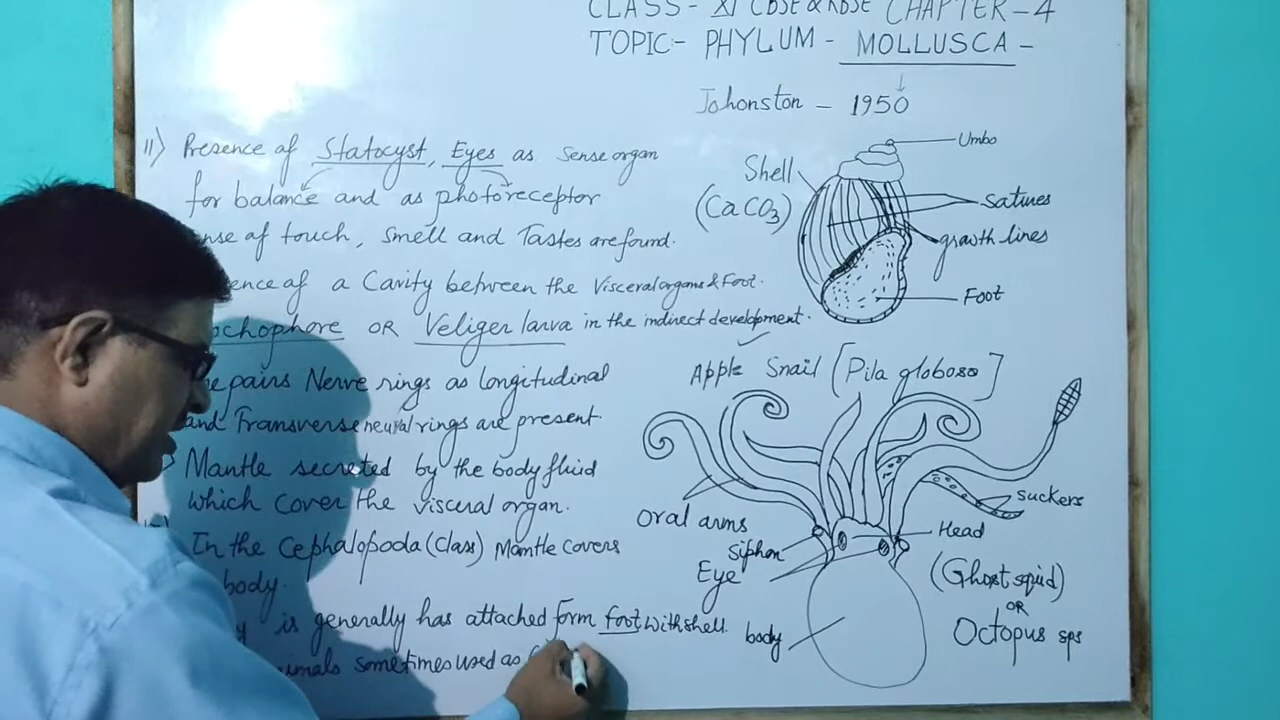 CLASS - XI CBSE & RBSE CHAPTER - 4
TOPIC:- PHYLUM - MOLLUSCA -
Johonston - 1950
11) Presence of Statocyst, Eyes as sense organ
for balance and as photoreceptor
nse of touch, smell and Tastes are found.
ence of a Cavity between the Visceral organs & Foot.
ochophore OR Veliger larva in the indirect development.
pairs Nerve rings as longitudinal
and Transverse neural rings are present.
Mantle secreted by the body fluid
which cover the visceral organ.
In the Cephalopoda (Class) Mantle covers
body.
is generally has attached form foot with shell.
imals sometimes used as
Umbo
Shell
(CaCO3)
Satures
growth lines
Foot
Apple Snail [Pila globosa]
suckers
Oral arms
Siphon
Head
Eye
(Ghost squid)
OR
Octopus sps
body